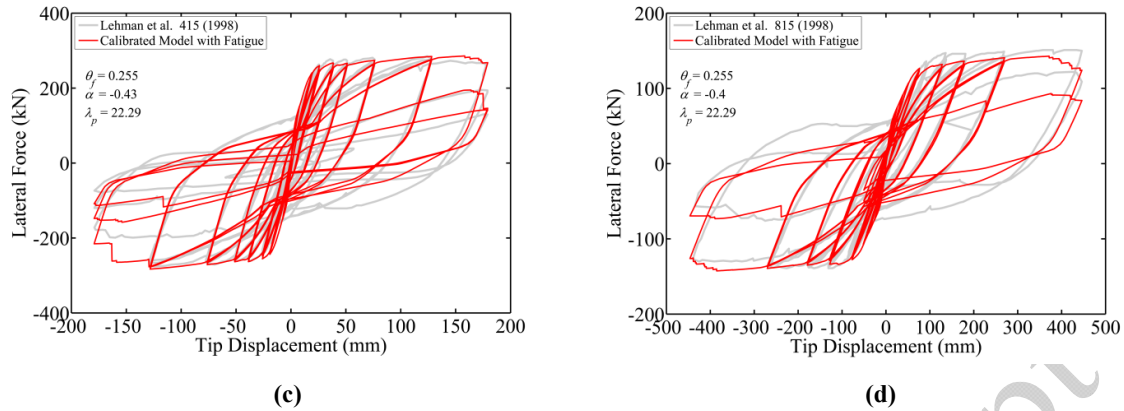 400
Lehman et al. 415 (1998)
Calibrated Model with Fatigue
θf = 0.255
α = -0.43
λp = 22.29
200
0
-200
-400
Lateral Force (kN)
-200 -150 -100 -50 0 50 100 150 200
Tip Displacement (mm)
(c)
200
Lehman et al. 815 (1998)
Calibrated Model with Fatigue
θf = 0.255
α = -0.4
λp = 22.29
100
0
-100
-200
Lateral Force (kN)
-500 -400 -300 -200 -100 0 100 200 300 400 500
Tip Displacement (mm)
(d)